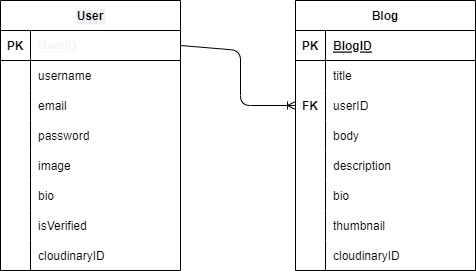 User
PK UserID
username
email
password
image
bio
isVerified
cloudinaryID
Blog
PK BlogID
title
FK userID
body
description
bio
thumbnail
cloudinaryID